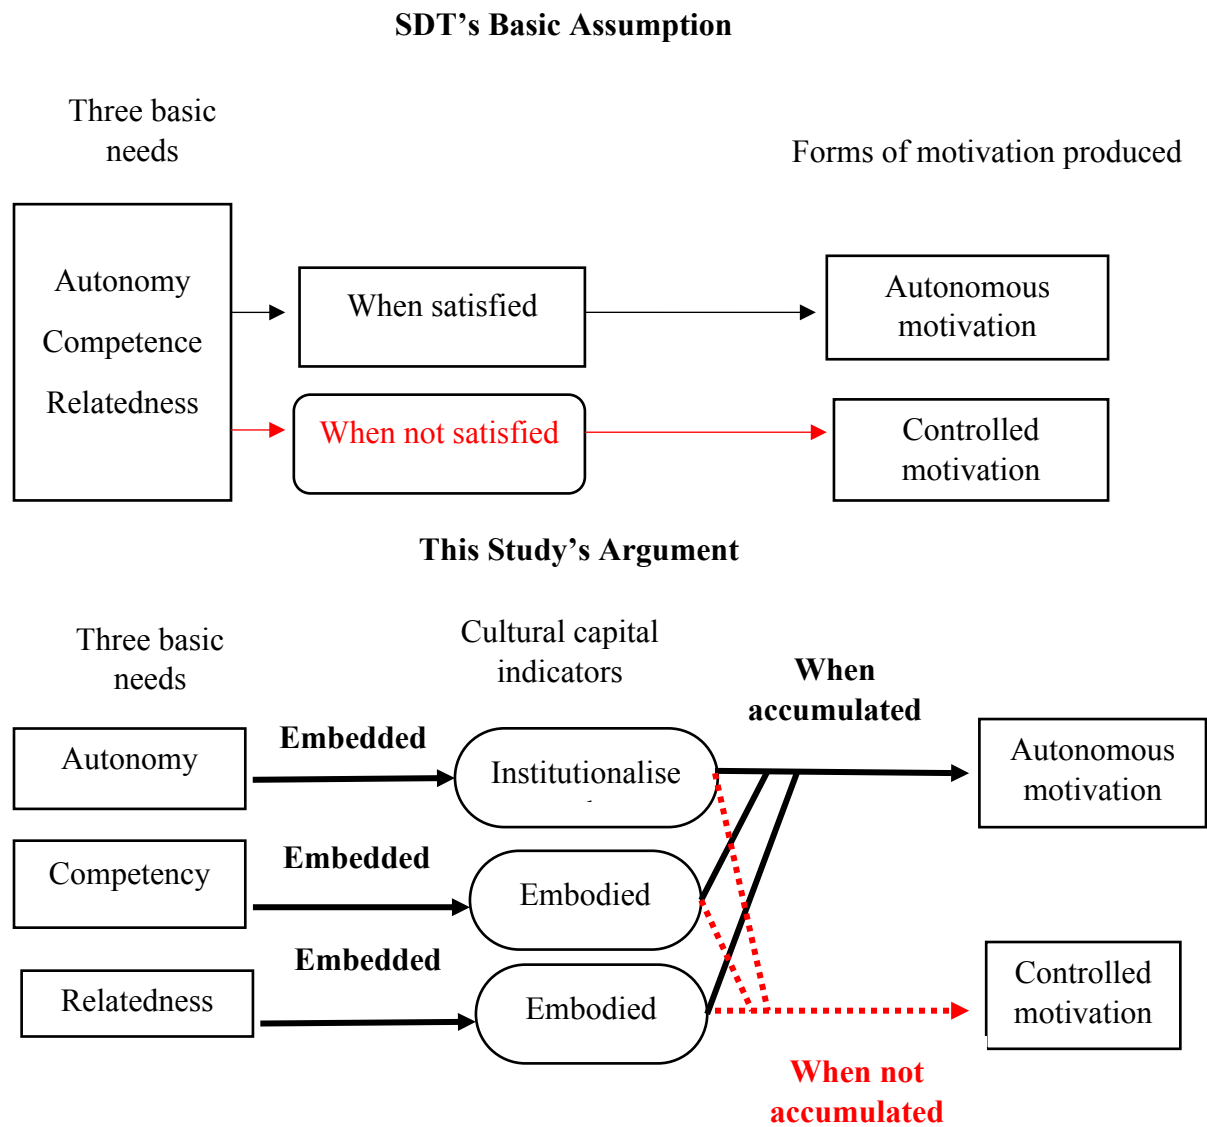 SDT’s Basic Assumption
Three basic
needs
Forms of motivation produced
Autonomy
Competence
Relatedness
When satisfied
Autonomous
motivation
When not satisfied
Controlled
motivation
This Study’s Argument
Three basic
needs
Cultural capital
indicators
When
accumulated
Autonomy
Embedded
Institutionalise
Autonomous
motivation
Competency
Embedded
Embodied
Relatedness
Embedded
Embodied
Controlled
motivation
When not
accumulated